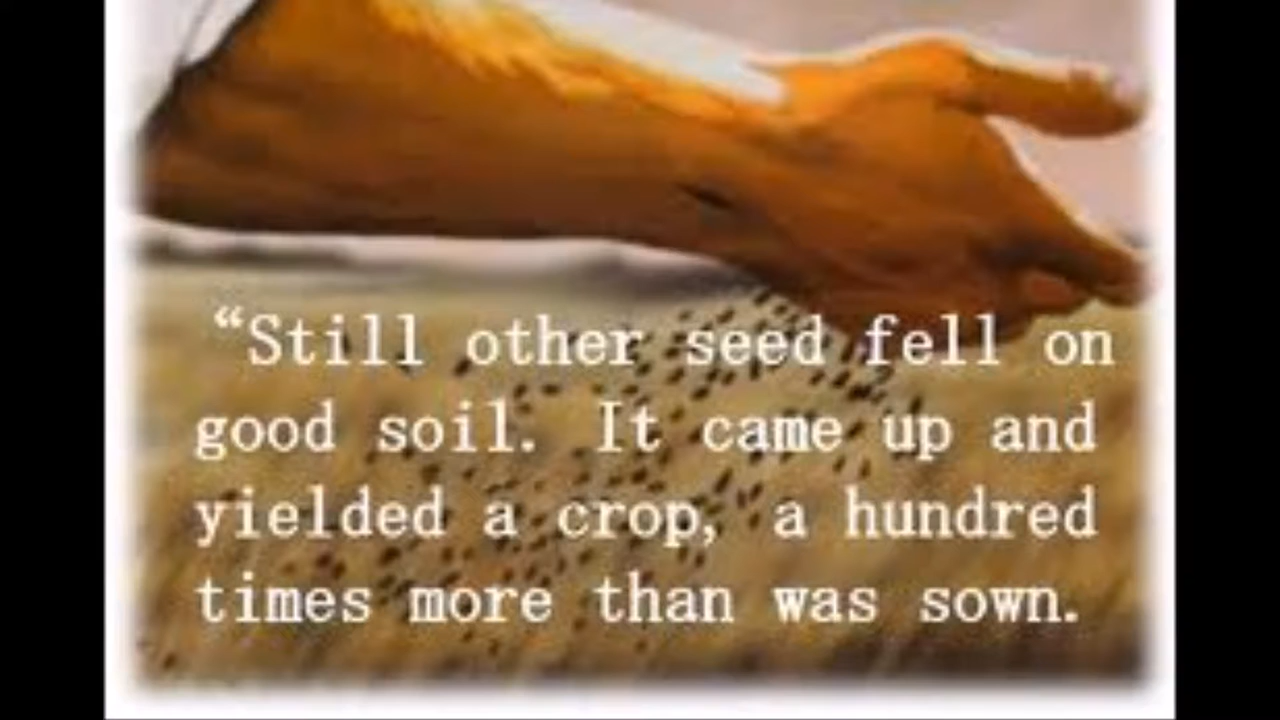 “Still other seed fell on
good soil. It came up and
yielded a crop, a hundred
times more than was sown.